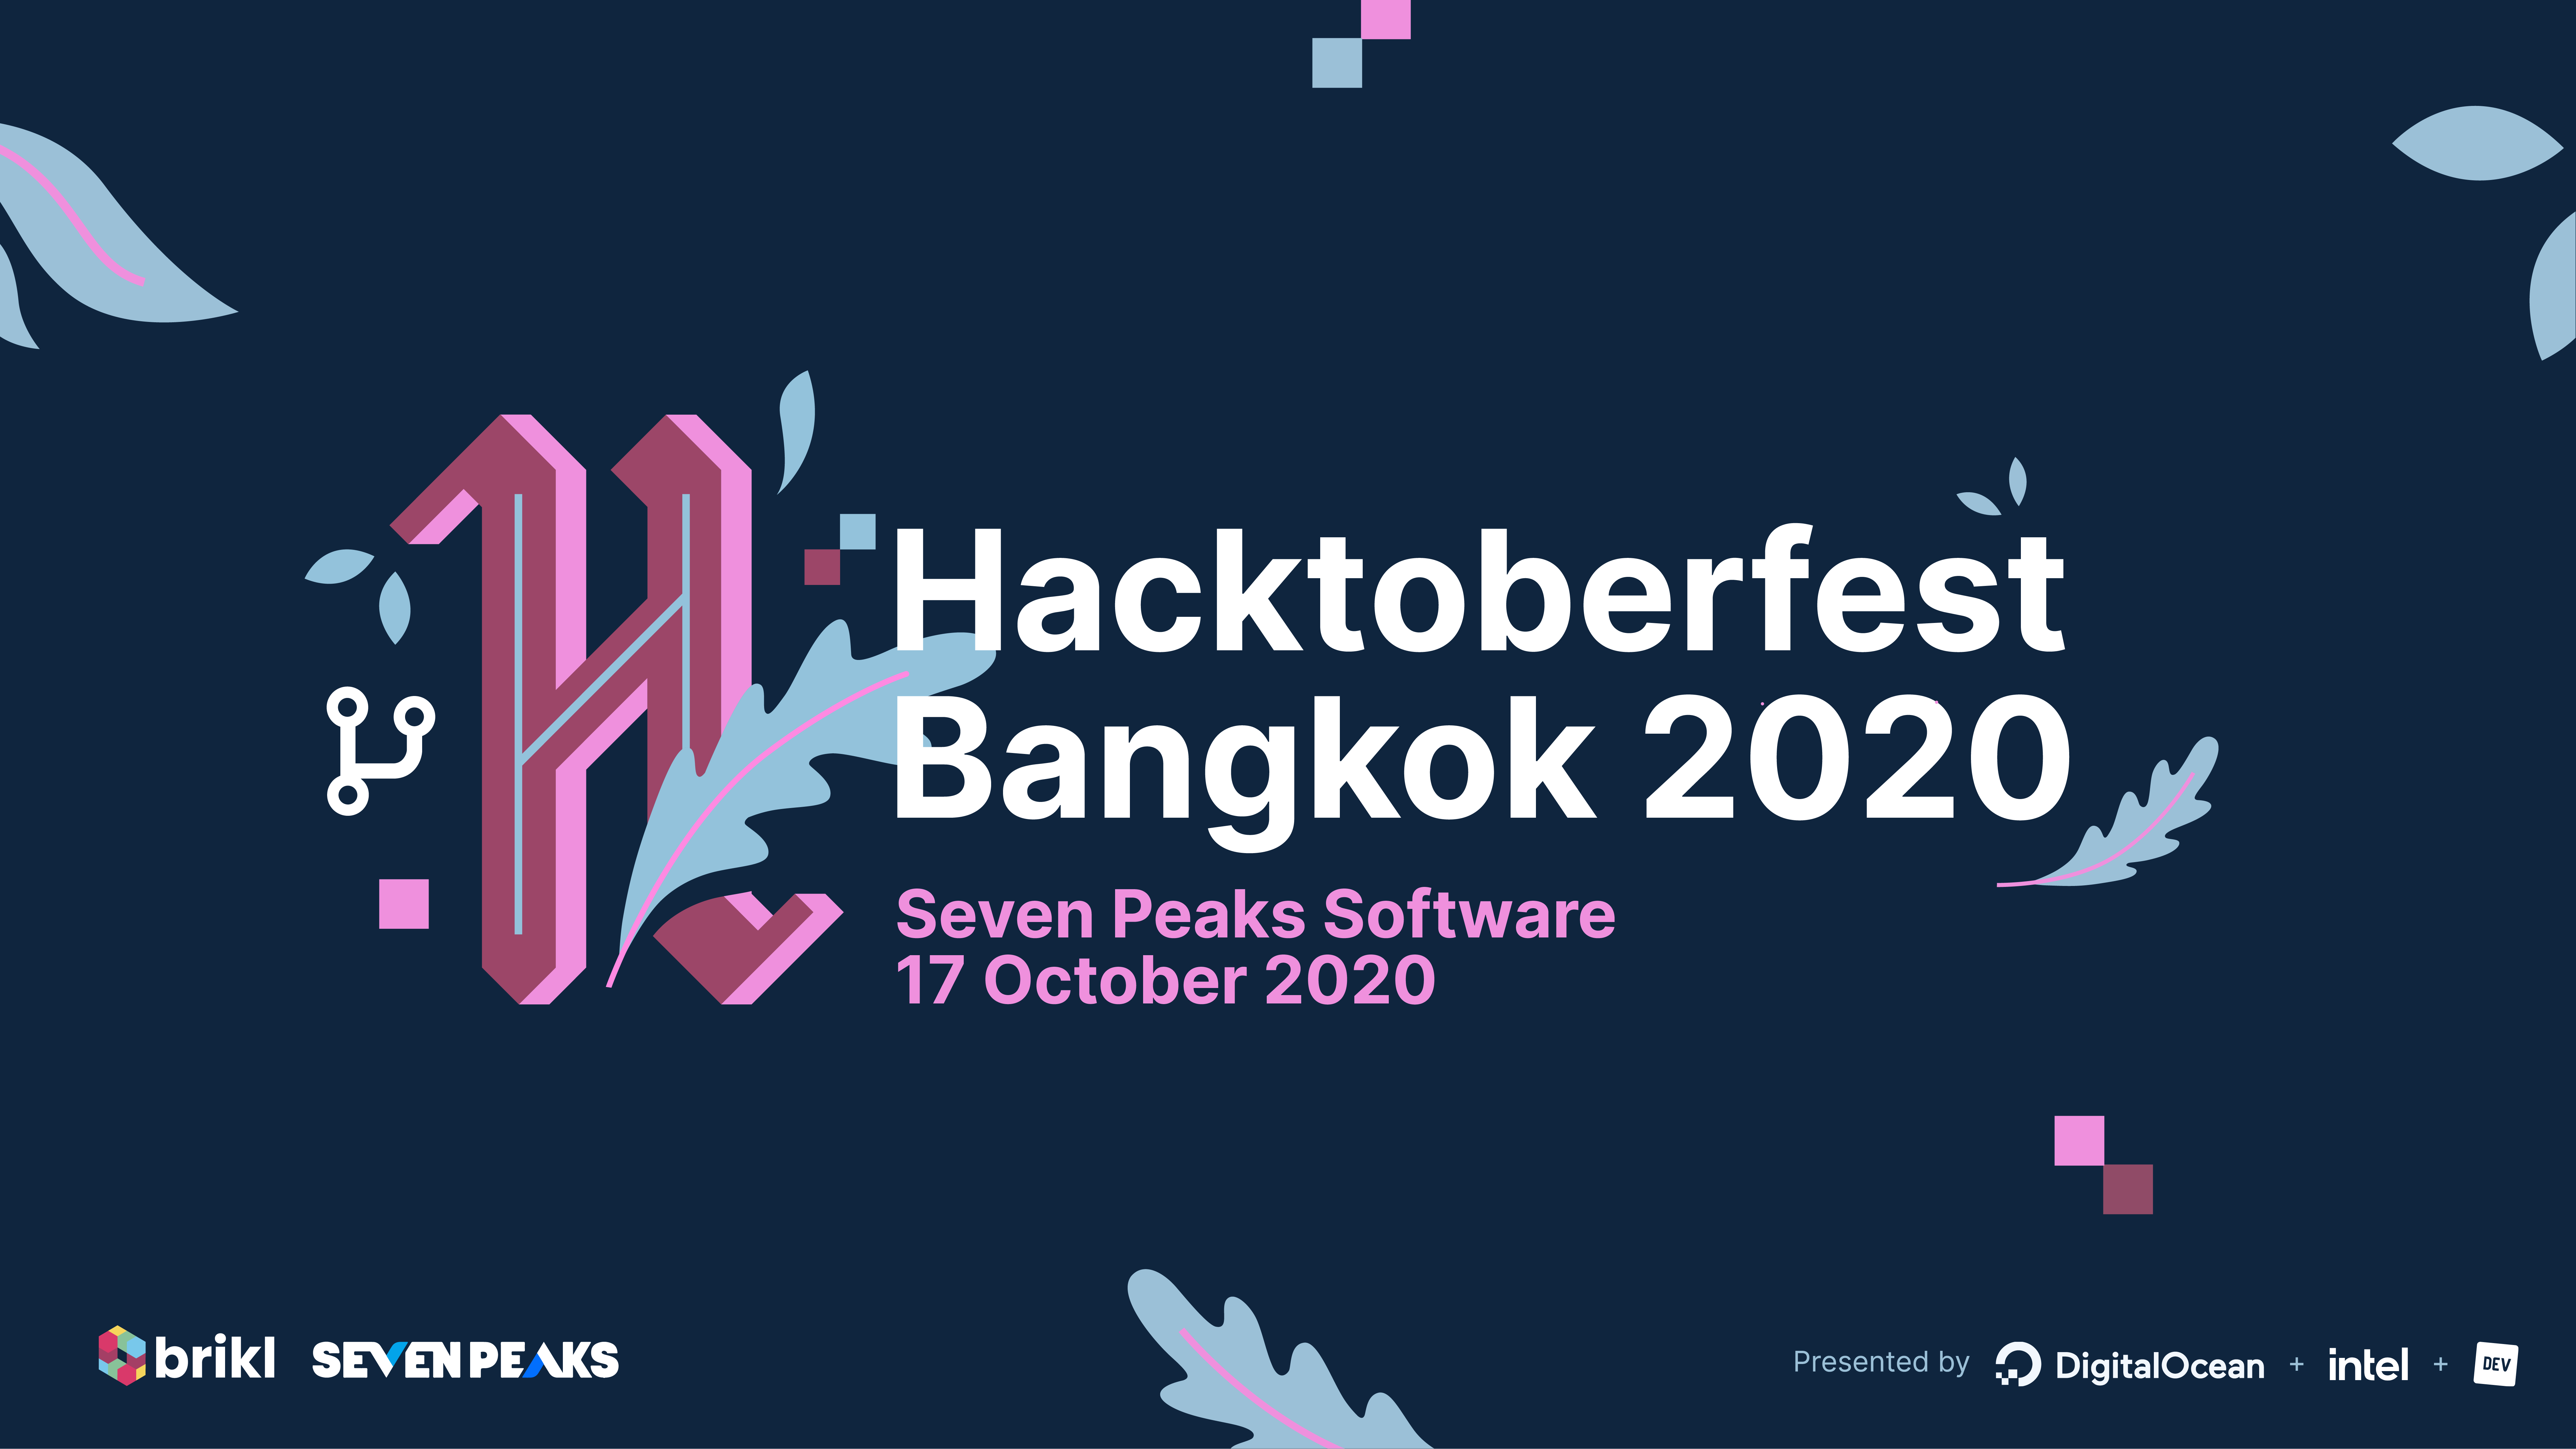 Hacktoberfest
Bangkok 2020
Seven Peaks Software
17 October 2020
brikl SEVEN PEAKS
Presented by DigitalOcean + intel + DEV